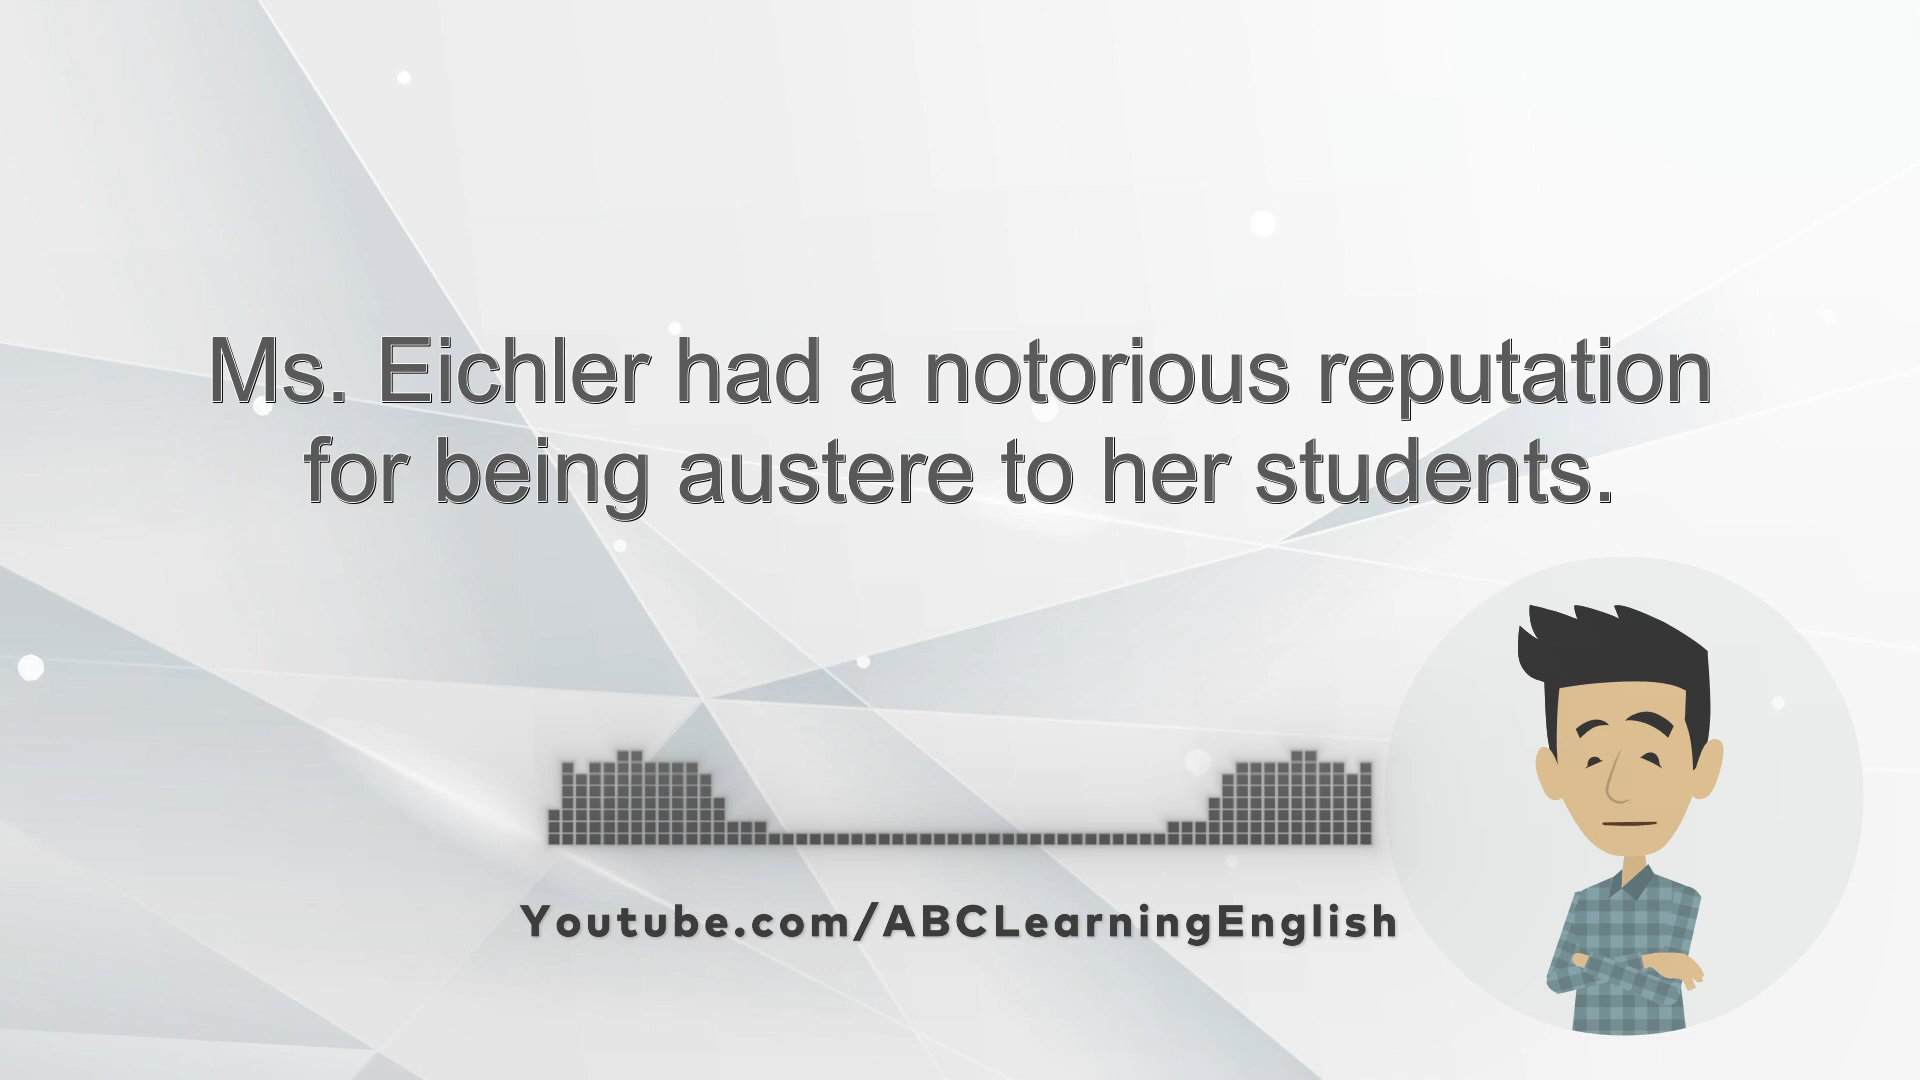 Ms. Eichler had a notorious reputation
for being austere to her students.
Youtube.com/ABCLearningEnglish